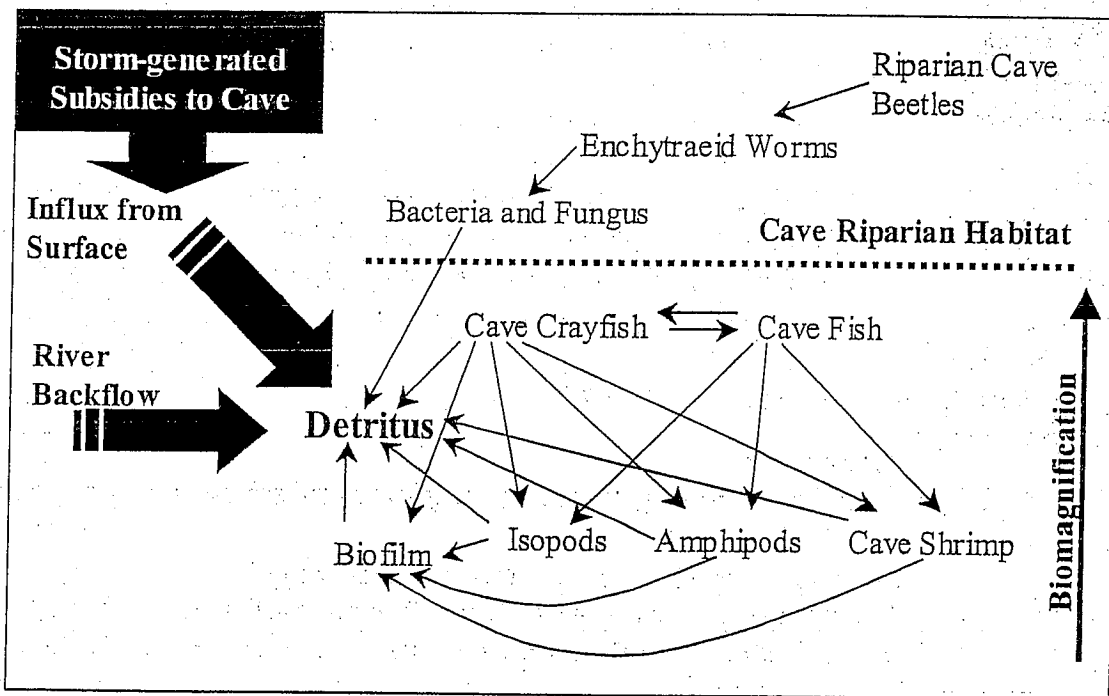 Storm-generated
Subsidies to Cave
Riparian Cave
Beetles
Enchytraeid Worms
Influx from
Surface
Bacteria and Fungus
Cave Riparian Habitat
Cave Crayfish
Cave Fish
River
Backflow
Detritus
Biofilm
Isopods
Amphipods
Cave Shrimp
Biomagnification